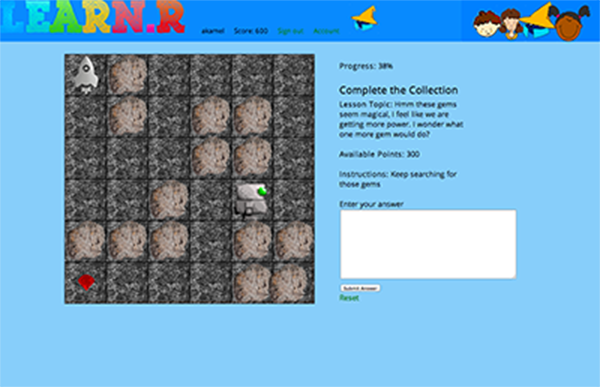 LEARN.R
akamel Score: 600 Sign out Account
Progress: 38%
Complete the Collection
Lesson Topic: Hmm these gems
seem magical, I feel like we are
getting more power. I wonder what
one more gem would do?
Available Points: 300
Instructions: Keep searching for
those gems
Enter your answer
Submit Answer
Reset